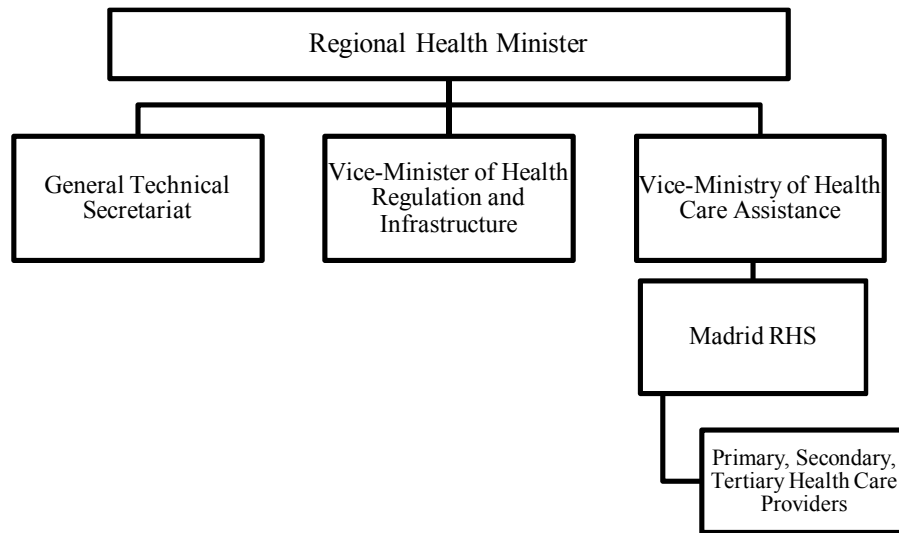 Regional Health Minister
General Technical
Secretariat
Vice-Minister of Health
Regulation and
Infrastructure
Vice-Ministry of Health
Care Assistance
Madrid RHS
Primary, Secondary,
Tertiary Health Care
Providers